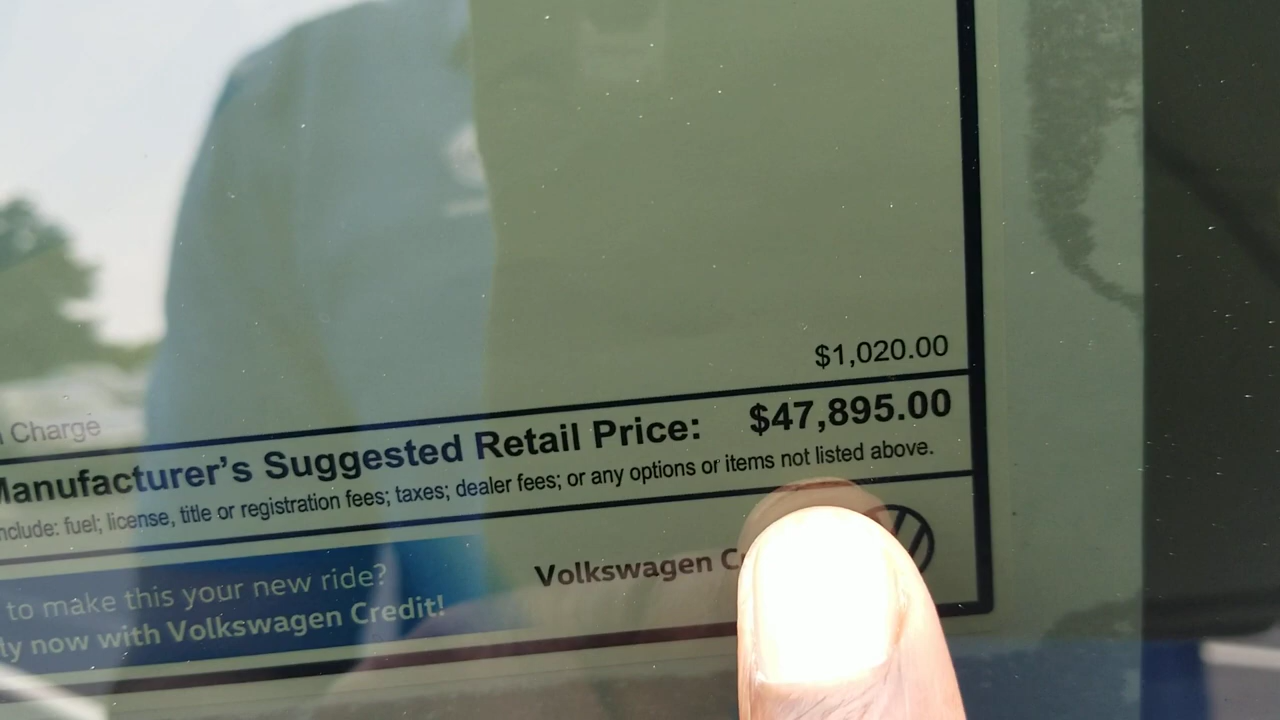 $1,020.00
Charge
Manufacturer's Suggested Retail Price: $47,895.00
nclude: fuel; license, title or registration fees; taxes; dealer fees; or any options or items not listed above.
to make this your new ride?
ly now with Volkswagen Credit!
Volkswagen